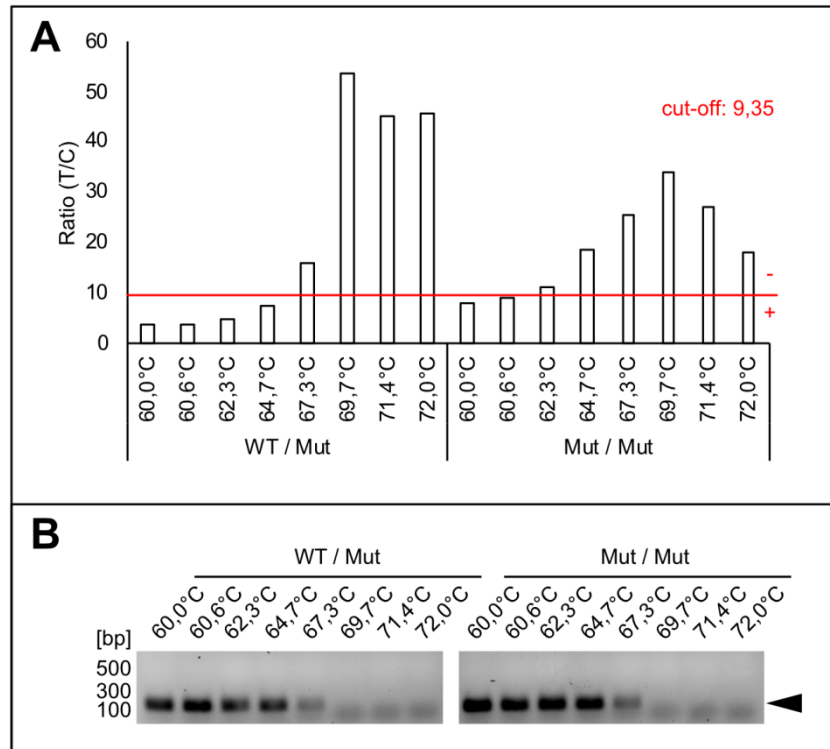 A
60
50
40
30
20
10
0
Ratio (T/C)
cut-off: 9,35
-
+
60,0°C 60,6°C 62,3°C 64,7°C 67,3°C 69,7°C 71,4°C 72,0°C 60,0°C 60,6°C 62,3°C 64,7°C 67,3°C 69,7°C 71,4°C 72,0°C
WT / Mut Mut / Mut
B
WT / Mut Mut / Mut
60,0°C 60,6°C 62,3°C 64,7°C 67,3°C 69,7°C 71,4°C 72,0°C 60,0°C 60,6°C 62,3°C 64,7°C 67,3°C 69,7°C 71,4°C 72,0°C
[bp]
500
300
100